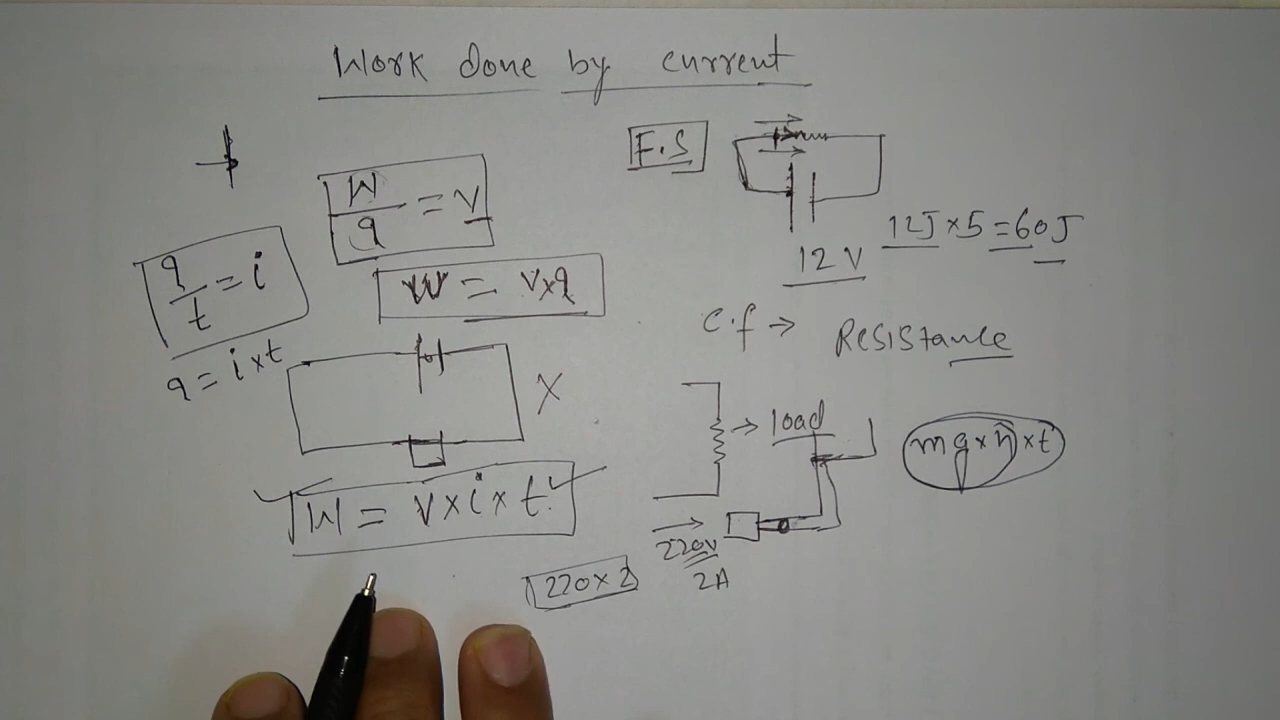 Work done by current
F.S
W/q = V
12J x 5 = 60J
12 V
q/t = i
W = V x q
q = i x t
C.f → Resistance
X
→ load
mg x h x t
W = V x i x t
220V
220 x 2
2A